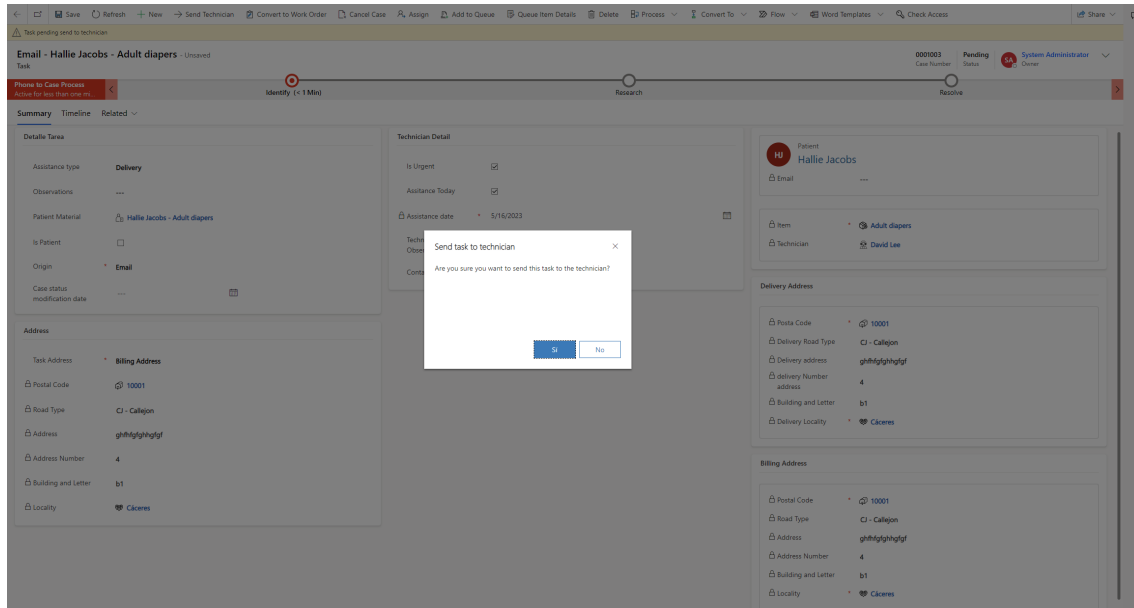 Save Refresh New Send Technician Convert to Work Order Cancel Case Assign Add to Queue Queue Item Details Delete Process Convert To Flow Word Templates Check Access Share
Task pending send to technician
Email - Hallie Jacobs - Adult diapers - Unsaved
Task
0001003
Case Number
Pending
Status
SA
System Administrator
Owner
Phone to Case Process
Active for less than one mi...
Identify (< 1 Min)
Research
Resolve
Summary Timeline Related
Detalle Tarea
Assistance type Delivery
Observations ---
Patient Material Hallie Jacobs - Adult diapers
Is Patient
Origin * Email
Case status
modification date ---
Address
Task Address * Billing Address
Postal Code 10001
Road Type CJ - Callejon
Address ghfhfgfghhgfgf
Address Number 4
Building and Letter b1
Locality Cáceres
Technician Detail
Is Urgent
Assitance Today
Assistance date * 5/16/2023
Send task to technician
Are you sure you want to send this task to the technician?
Sí No
HJ
Patient
Hallie Jacobs
Email ---
Item * Adult diapers
Technician David Lee
Delivery Address
Posta Code * 10001
Delivery Road Type CJ - Callejon
Delivery address ghfhfgfghhgfgf
delivery Number
address 4
Building and Letter b1
Delivery Locality * Cáceres
Billing Address
Postal Code * 10001
Road Type CJ - Callejon
Address ghfhfgfghhgfgf
Address Number 4
Building and Letter b1
Locality * Cáceres